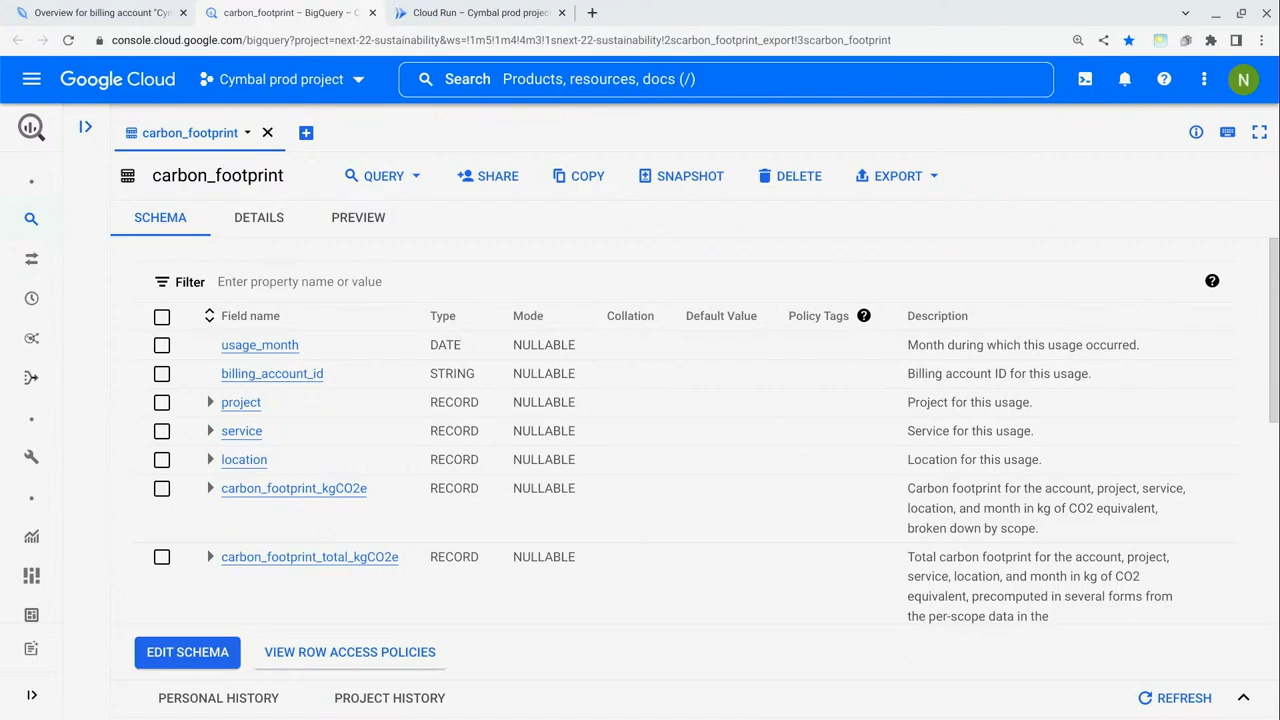 Overview for billing account "Cyn
carbon_footprint – BigQuery – C
Cloud Run – Cymbal prod projec
console.cloud.google.com/bigquery?project=next-22-sustainability&ws=!1m5!1m4!4m3!1snext-22-sustainability!2scarbon_footprint_export!3scarbon_footprint
Google Cloud
Cymbal prod project
Search Products, resources, docs (/)
N
carbon_footprint
carbon_footprint
QUERY
SHARE
COPY
SNAPSHOT
DELETE
EXPORT
SCHEMA
DETAILS
PREVIEW
Filter Enter property name or value
Field name Type Mode Collation Default Value Policy Tags Description
usage_month DATE NULLABLE Month during which this usage occurred.
billing_account_id STRING NULLABLE Billing account ID for this usage.
project RECORD NULLABLE Project for this usage.
service RECORD NULLABLE Service for this usage.
location RECORD NULLABLE Location for this usage.
carbon_footprint_kgCO2e RECORD NULLABLE Carbon footprint for the account, project, service,
location, and month in kg of CO2 equivalent,
broken down by scope.
carbon_footprint_total_kgCO2e RECORD NULLABLE Total carbon footprint for the account, project,
service, location, and month in kg of CO2
equivalent, precomputed in several forms from
the per-scope data in the
EDIT SCHEMA
VIEW ROW ACCESS POLICIES
PERSONAL HISTORY
PROJECT HISTORY
REFRESH